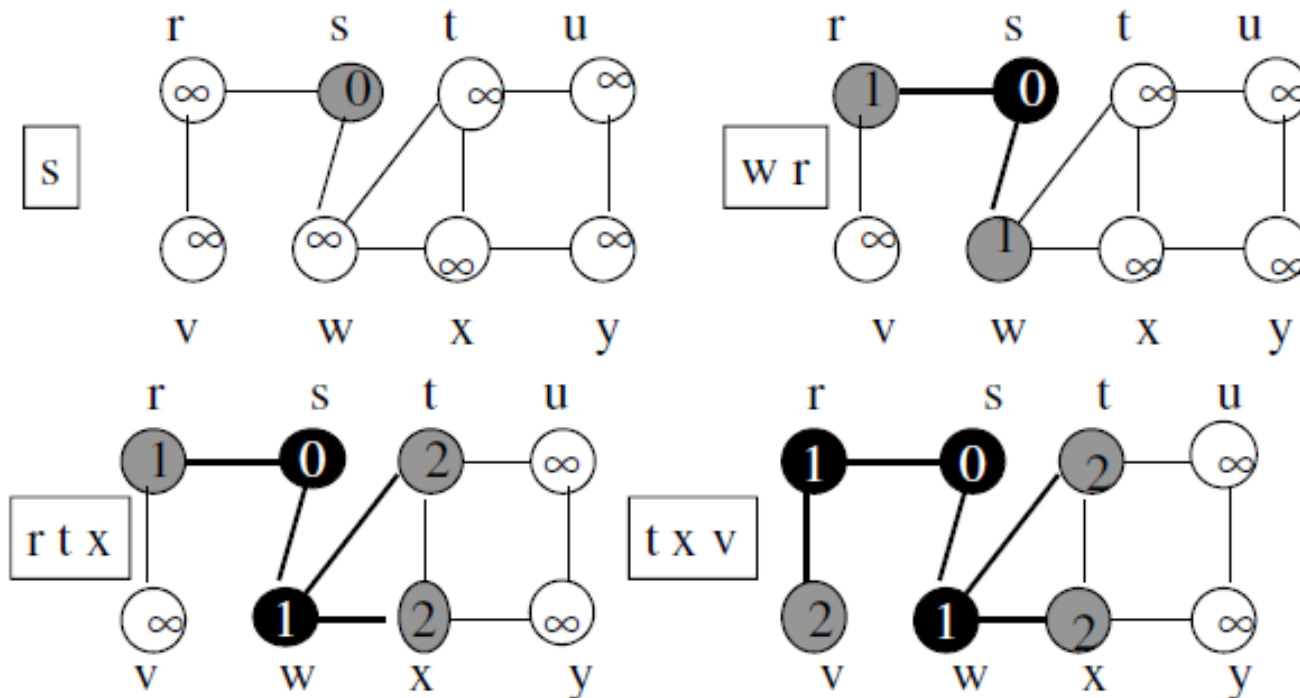 r s t u r s t u
∞ 0 ∞ ∞ 1 0 ∞ ∞
s w r
∞ ∞ ∞ ∞ ∞ 1 ∞ ∞
v w x y v w x y
r s t u r s t u
1 0 2 ∞ 1 0 2 ∞
r t x t x v
∞ 1 2 ∞ 2 1 2 ∞
v w x y v w x y